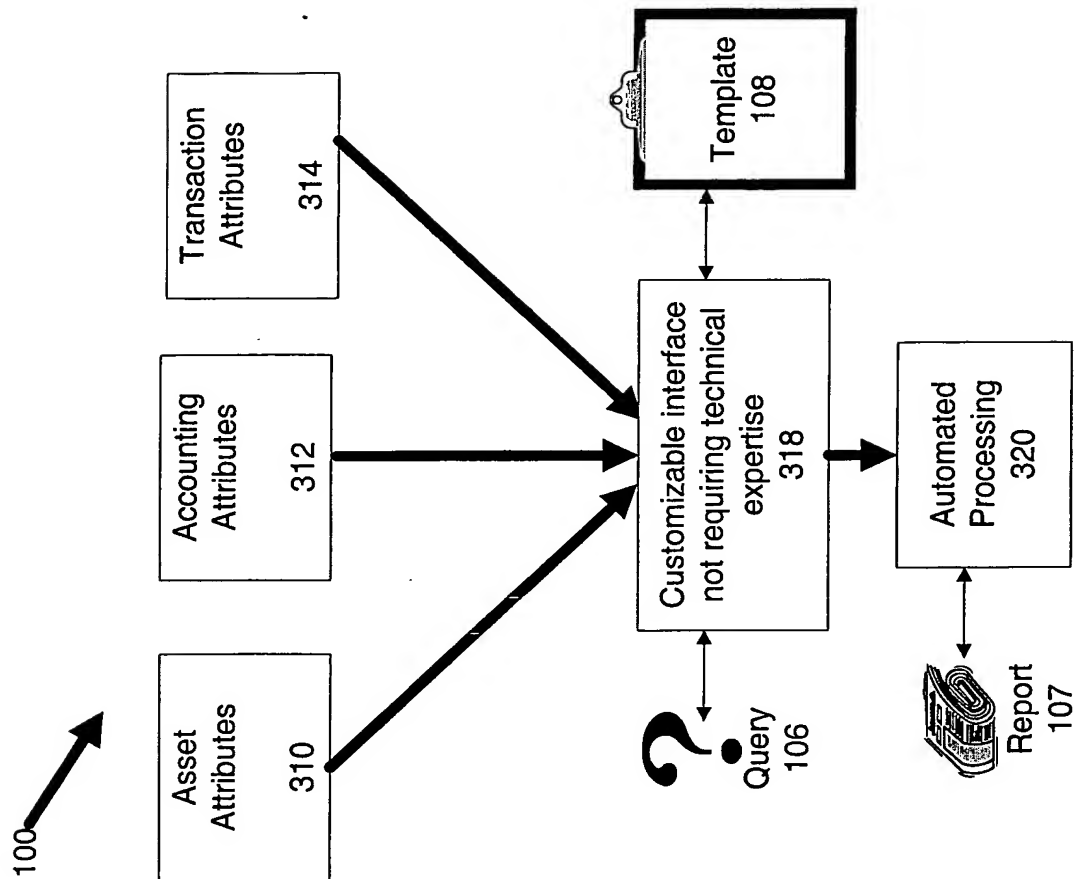 100
Asset
Attributes
310
Accounting
Attributes
312
Transaction
Attributes
314
Customizable interface
not requiring technical
expertise
318
Query
106
Template
108
Automated
Processing
320
Report
107